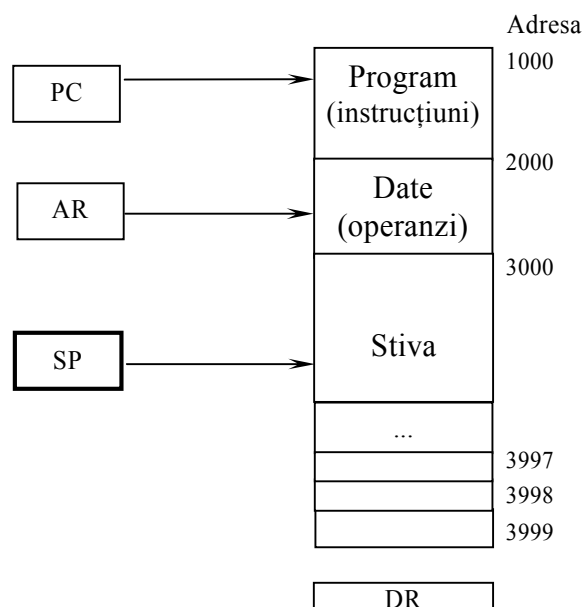 Adresa
1000
PC
Program
(instrucțiuni)
2000
AR
Date
(operanzi)
3000
SP
Stiva
...
3997
3998
3999
DR